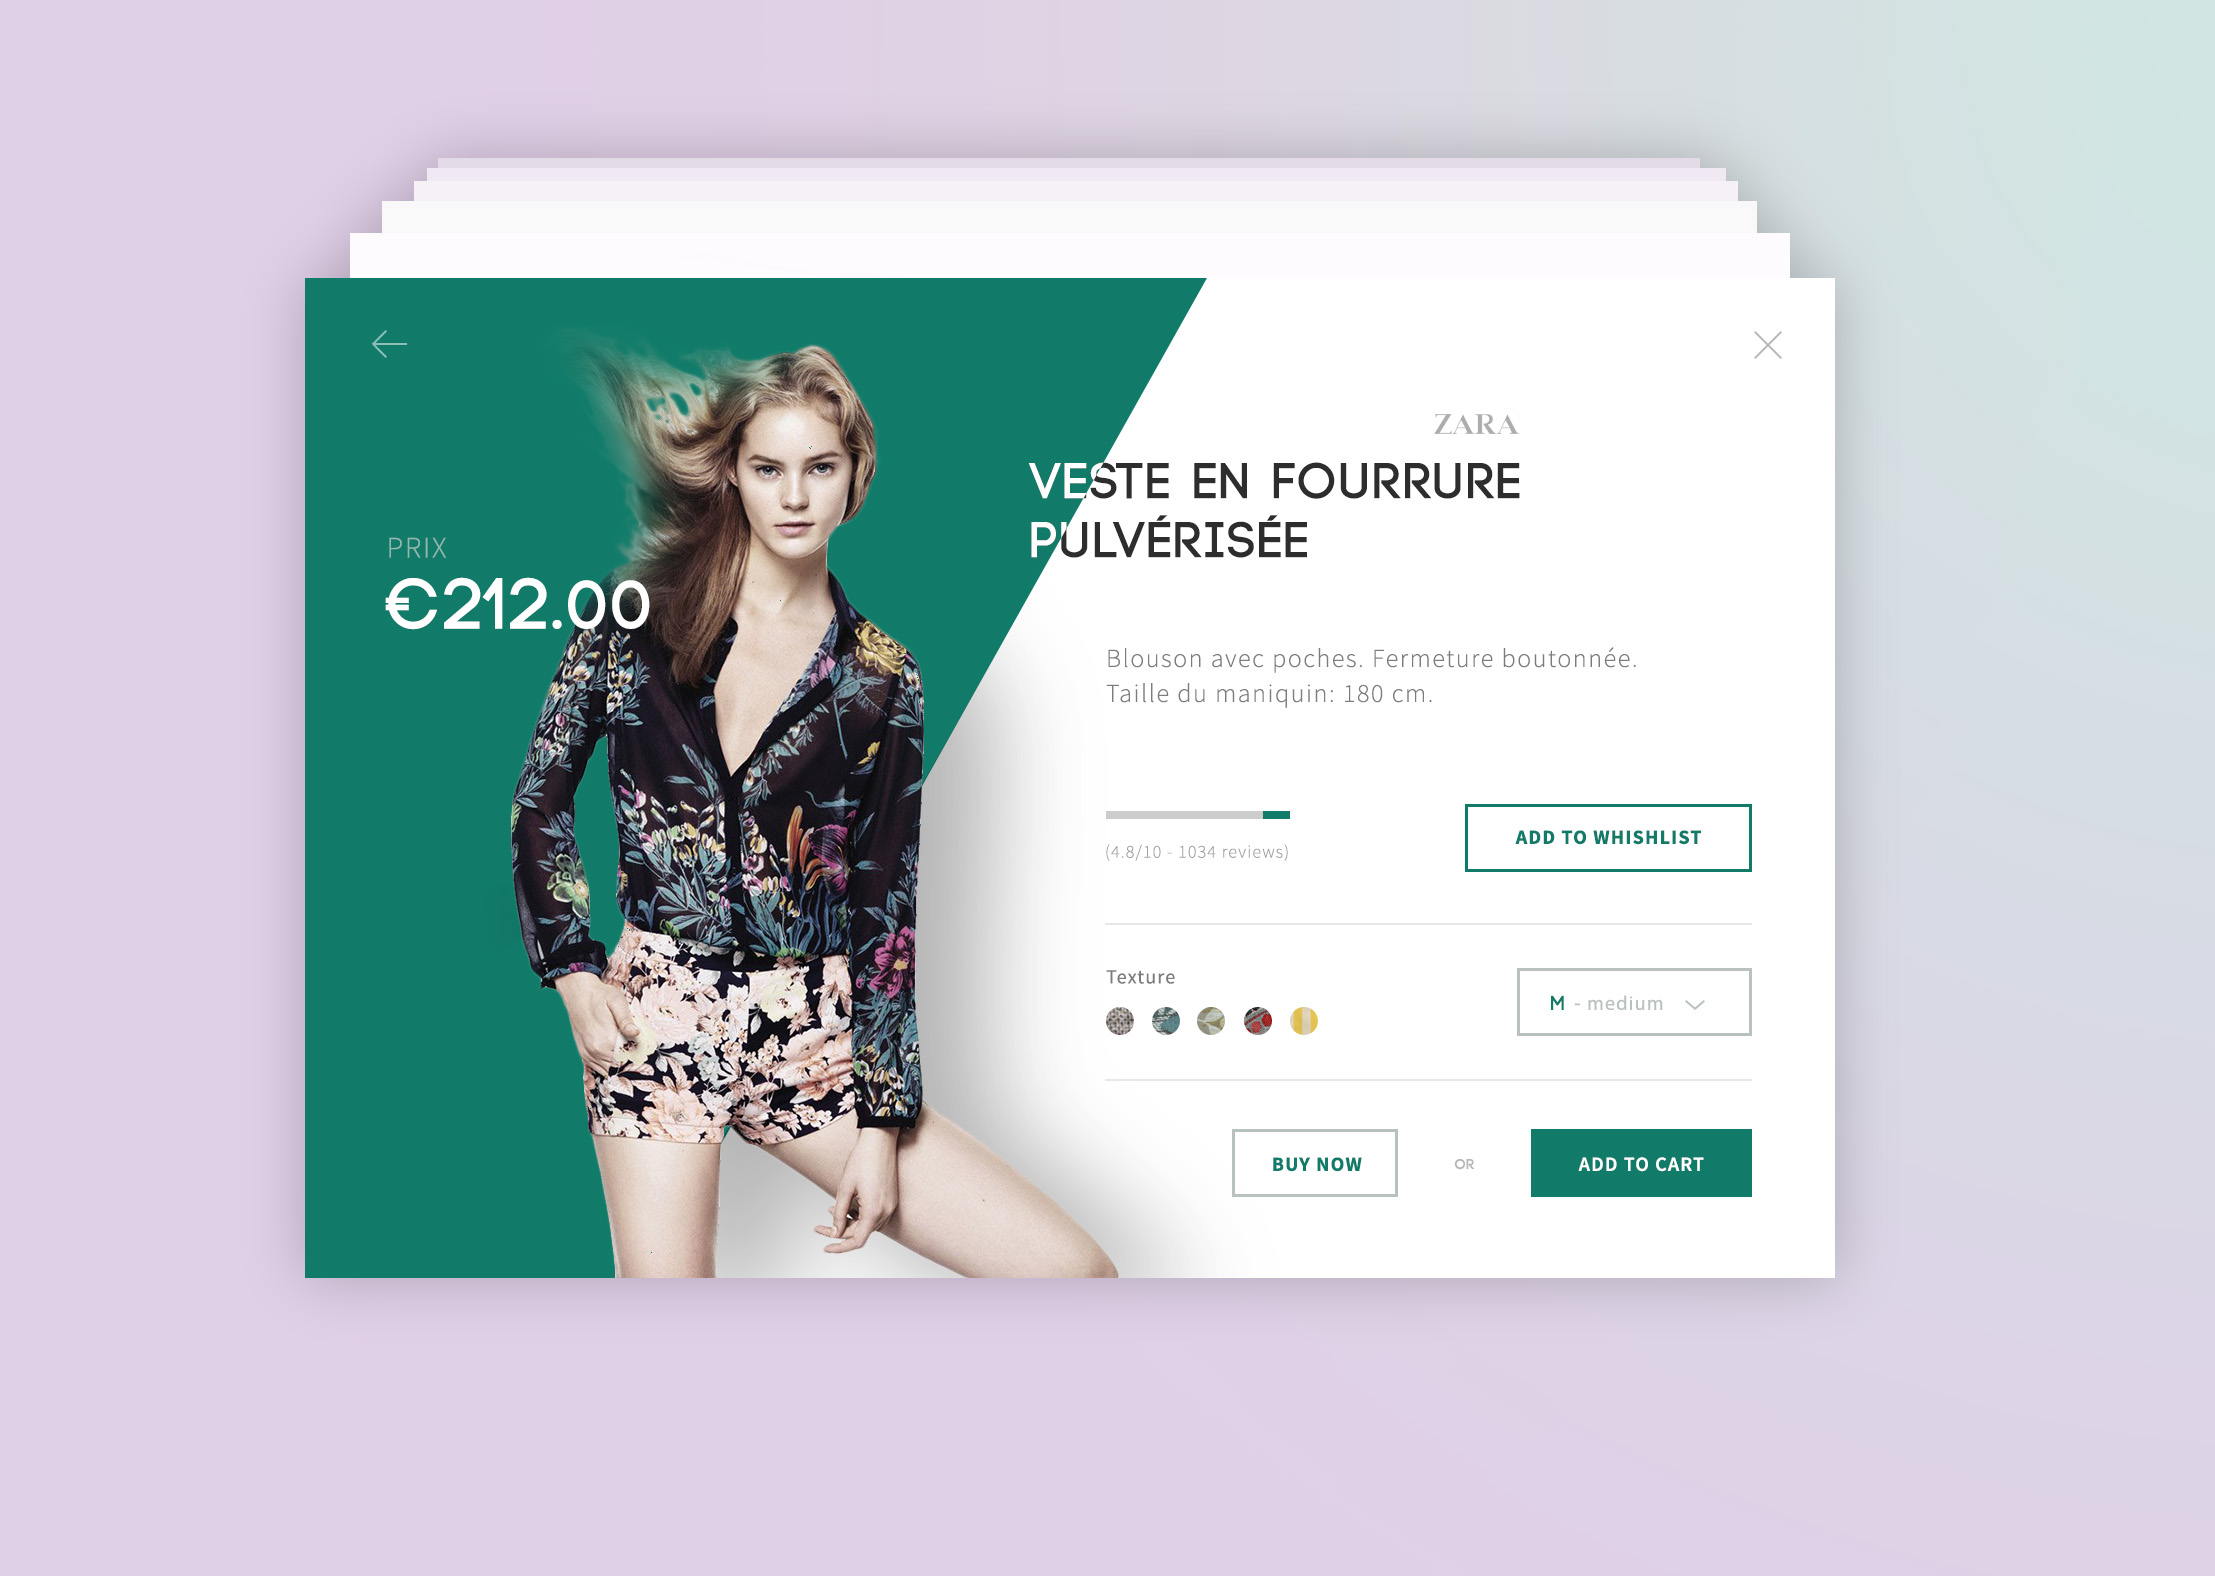 ZARA
VESTE EN FOURRURE
PULVÉRISÉE
PRIX
€212.00
Blouson avec poches. Fermeture boutonnée.
Taille du maniquin: 180 cm.
(4.8/10 - 1034 reviews)
ADD TO WHISHLIST
Texture
M - medium
BUY NOW
OR
ADD TO CART